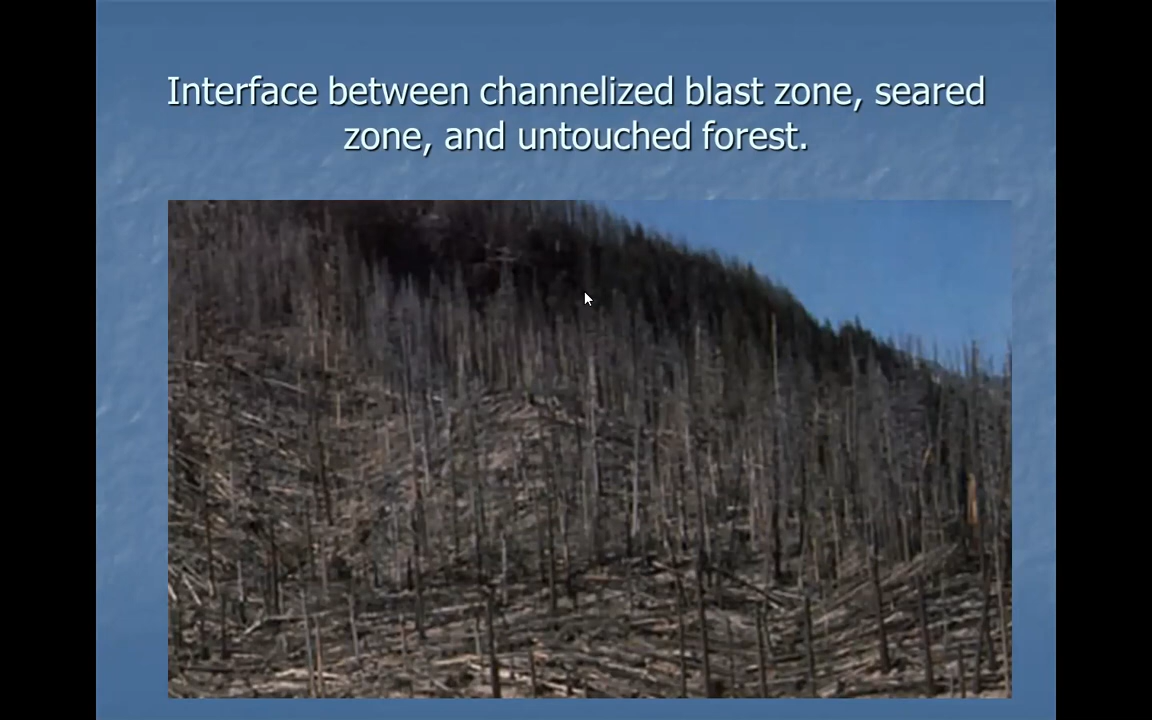 Interface between channelized blast zone, seared
zone, and untouched forest.